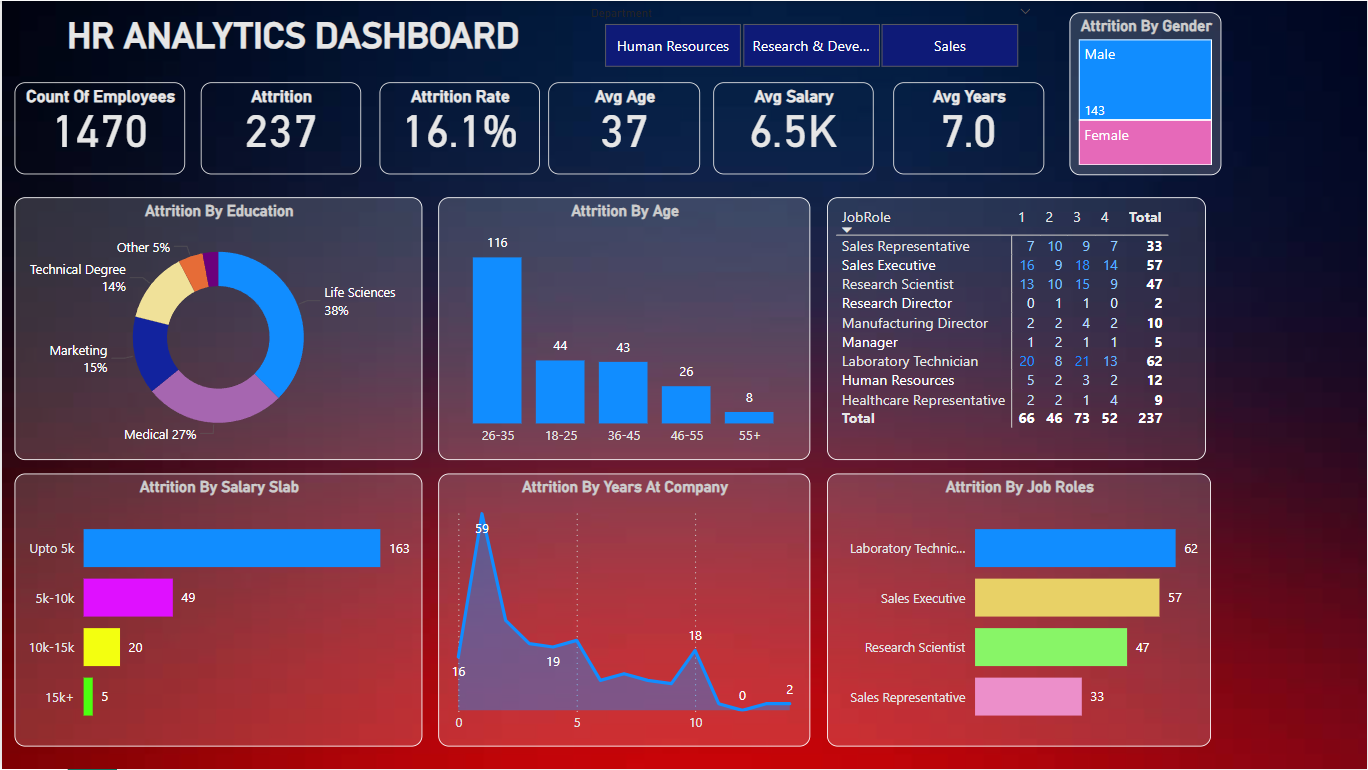 Department
HR ANALYTICS DASHBOARD
Human Resources
Research & Deve...
Sales
Attrition By Gender
Male
143
Female
Count Of Employees
1470
Attrition
237
Attrition Rate
16.1%
Avg Age
37
Avg Salary
6.5K
Avg Years
7.0
Attrition By Education
Other 5%
Technical Degree
14%
Life Sciences
38%
Marketing
15%
Medical 27%
Attrition By Age
116
44
43
26
8
26-35 18-25 36-45 46-55 55+
JobRole 1 2 3 4 Total
Sales Representative 7 10 9 7 33
Sales Executive 16 9 18 14 57
Research Scientist 13 10 15 9 47
Research Director 0 1 1 0 2
Manufacturing Director 2 2 4 2 10
Manager 1 2 1 1 5
Laboratory Technician 20 8 21 13 62
Human Resources 5 2 3 2 12
Healthcare Representative 2 2 1 4 9
Total 66 46 73 52 237
Attrition By Salary Slab
Upto 5k 163
5k-10k 49
10k-15k 20
15k+ 5
Attrition By Years At Company
59
16
19
18
0
2
0 5 10
Attrition By Job Roles
Laboratory Technic... 62
Sales Executive 57
Research Scientist 47
Sales Representative 33